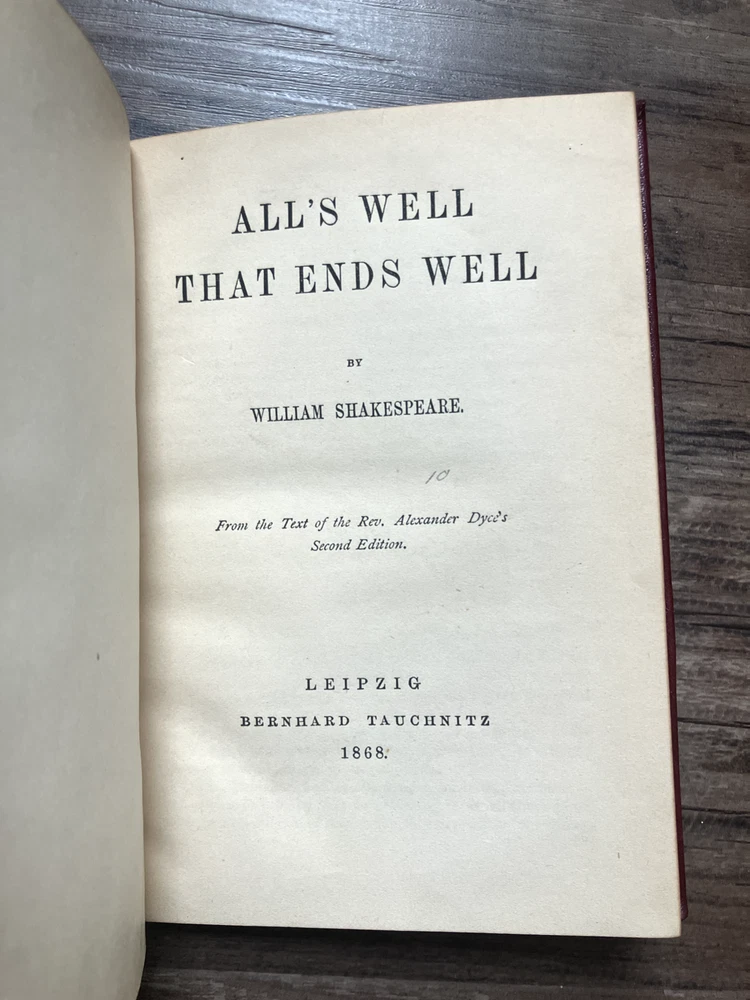 ALL'S WELL
THAT ENDS WELL
BY
WILLIAM SHAKESPEARE.
10
From the Text of the Rev. Alexander Dyce's
Second Edition.
LEIPZIG
BERNHARD TAUCHNITZ
1868.